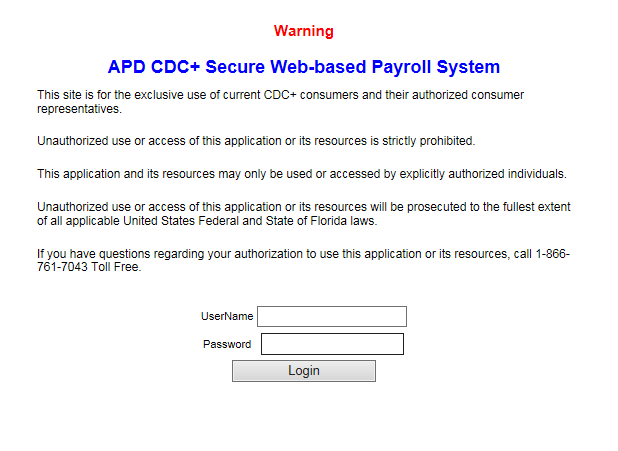 Warning
APD CDC+ Secure Web-based Payroll System
This site is for the exclusive use of current CDC+ consumers and their authorized consumer
representatives.
Unauthorized use or access of this application or its resources is strictly prohibited.
This application and its resources may only be used or accessed by explicitly authorized individuals.
Unauthorized use or access of this application or its resources will be prosecuted to the fullest extent
of all applicable United States Federal and State of Florida laws.
If you have questions regarding your authorization to use this application or its resources, call 1-866-
761-7043 Toll Free.
UserName
Password
Login